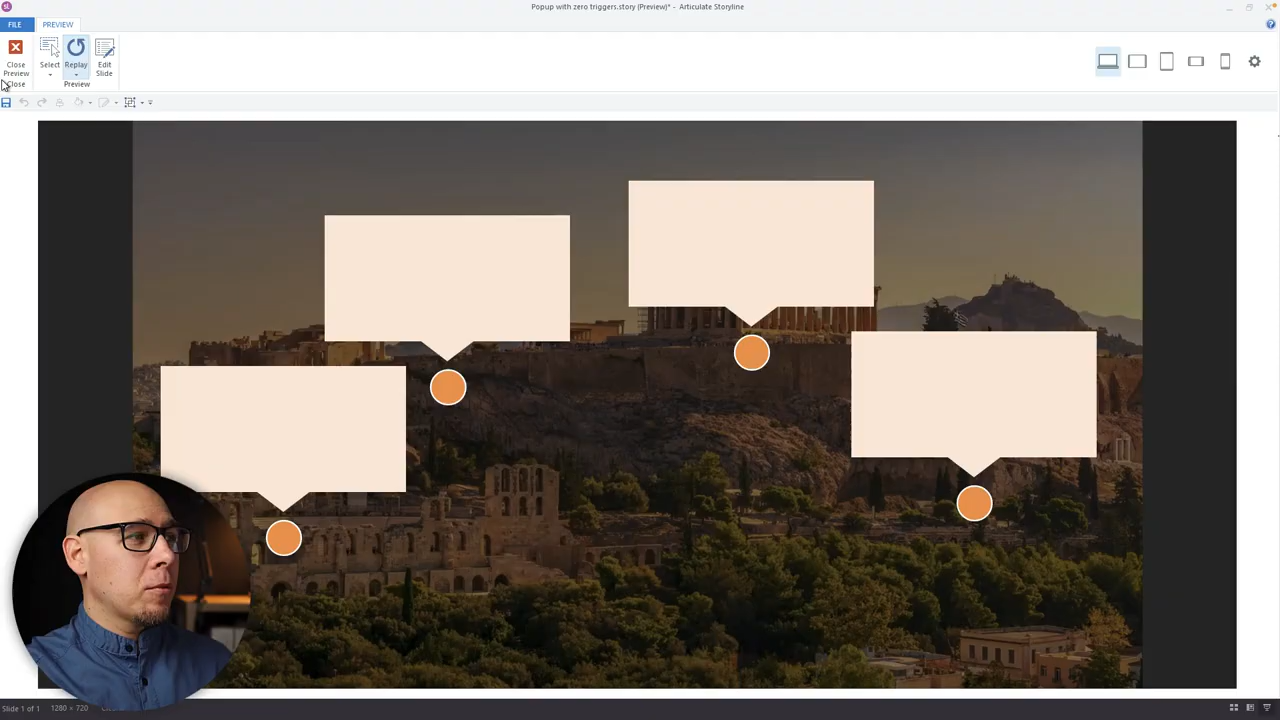 Popup with zero triggers.story (Preview)* - Articulate Storyline
FILE
PREVIEW
Close
Preview
Select
Replay
Edit
Slide
Close
Preview
Slide 1 of 1
1280 × 720